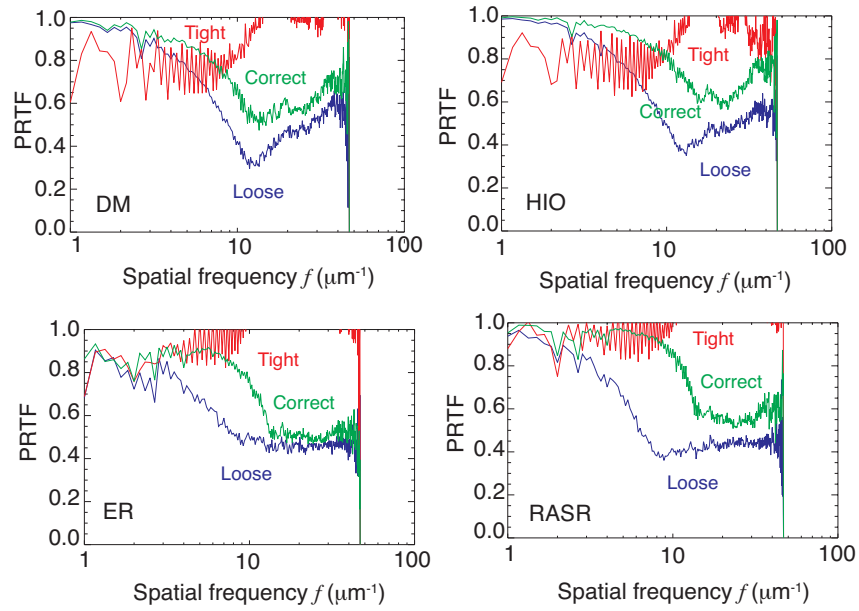 1.0
0.8
0.6
0.4
0.2
0.0
PRTF
Tight
Correct
Loose
DM
1
10
100
Spatial frequency f (μm⁻¹)
1.0
0.8
0.6
0.4
0.2
0.0
PRTF
Tight
Correct
Loose
HIO
1
10
100
Spatial frequency f (μm⁻¹)
1.0
0.8
0.6
0.4
0.2
0.0
PRTF
Tight
Correct
Loose
ER
1
10
100
Spatial frequency f (μm⁻¹)
1.0
0.8
0.6
0.4
0.2
0.0
PRTF
Tight
Correct
Loose
RASR
1
10
100
Spatial frequency f (μm⁻¹)